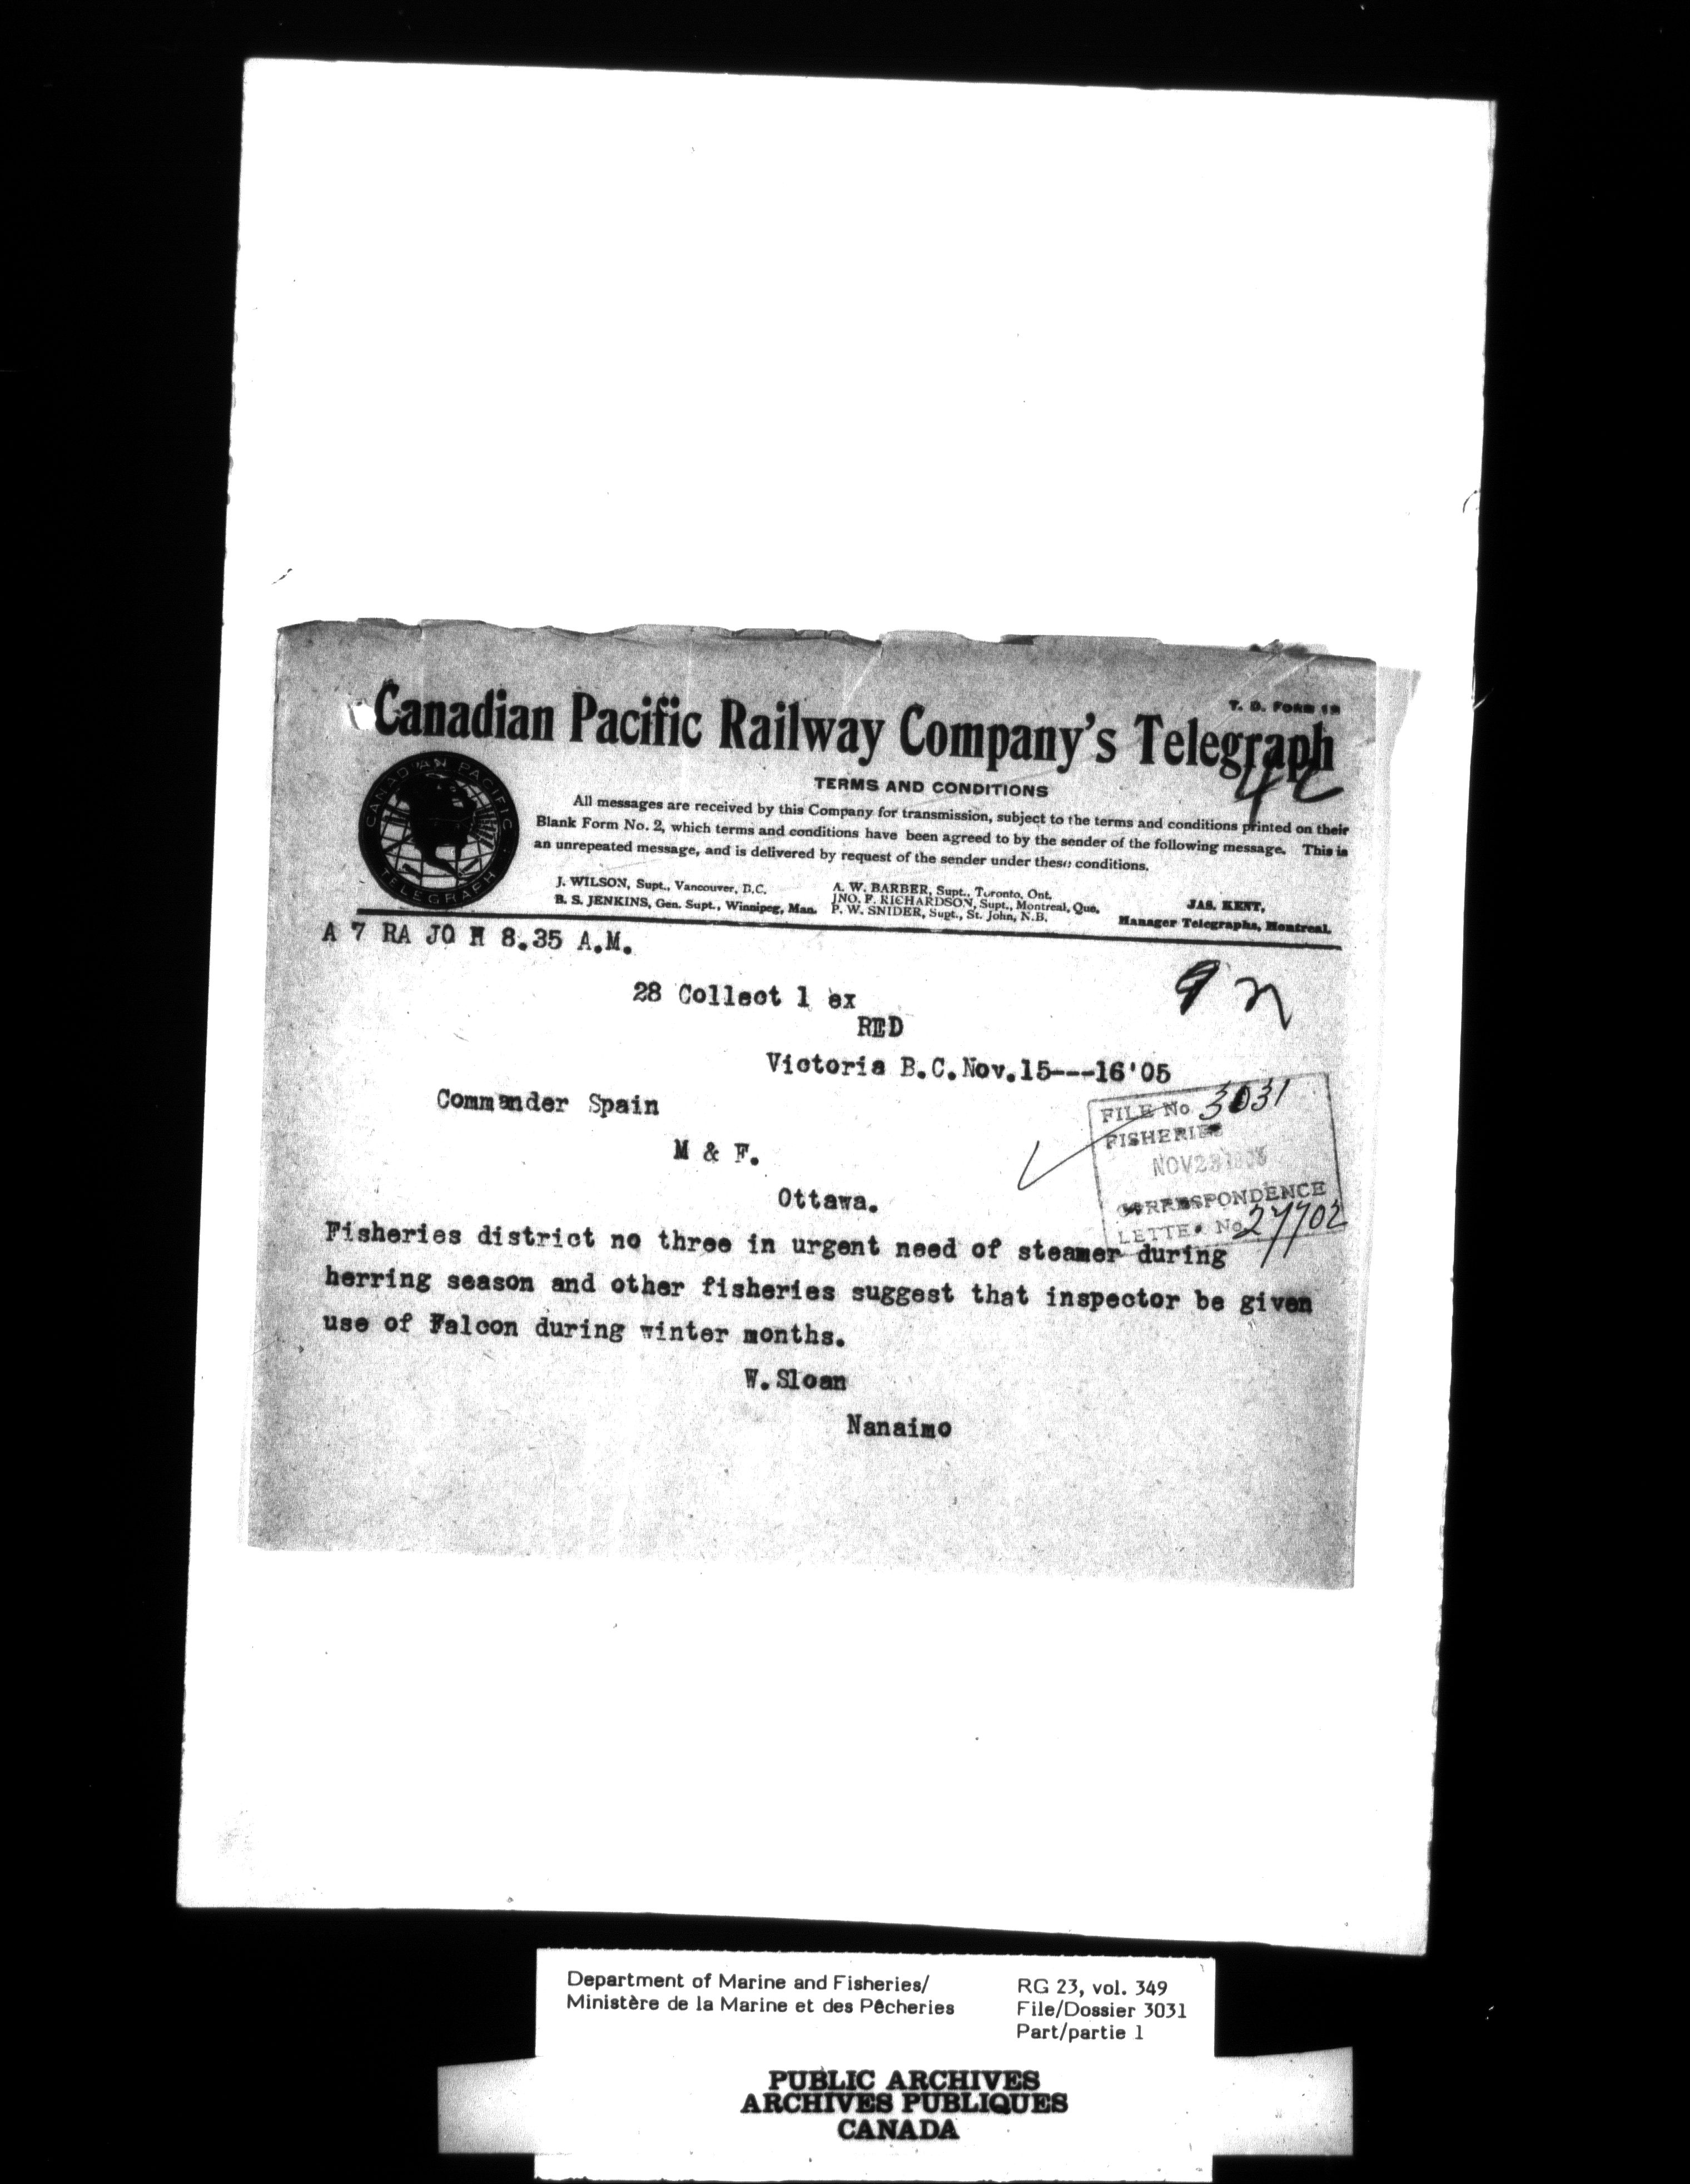 T. D. FORM 1B
Canadian Pacific Railway Company's Telegraph
CANADIAN PACIFIC
TELEGRAPH
TERMS AND CONDITIONS
All messages are received by this Company for transmission, subject to the terms and conditions printed on their
Blank Form No. 2, which terms and conditions have been agreed to by the sender of the following message. This is
an unrepeated message, and is delivered by request of the sender under these conditions.
J. WILSON, Supt., Vancouver, B.C.
B. S. JENKINS, Gen. Supt., Winnipeg, Man.
A. W. BARBER, Supt., Toronto, Ont.
JNO. F. RICHARDSON, Supt., Montreal, Que.
P. W. SNIDER, Supt., St. John, N.B.
JAS. KENT,
Manager Telegraphs, Montreal.
A 7 RA JO H 8.35 A.M.
28 Collect 1 ex
RED
Victoria B.C. Nov.15---16'05
Commander Spain
M & F.
Ottawa.
FILE No 3031
FISHERIES
NOV 23 1905
CORRESPONDENCE
LETTER No 27702
Fisheries district no three in urgent need of steamer during
herring season and other fisheries suggest that inspector be given
use of Falcon during winter months.
W. Sloan
Nanaimo
Department of Marine and Fisheries/
Ministère de la Marine et des Pêcheries
RG 23, vol. 349
File/Dossier 3031
Part/partie 1
PUBLIC ARCHIVES
ARCHIVES PUBLIQUES
CANADA